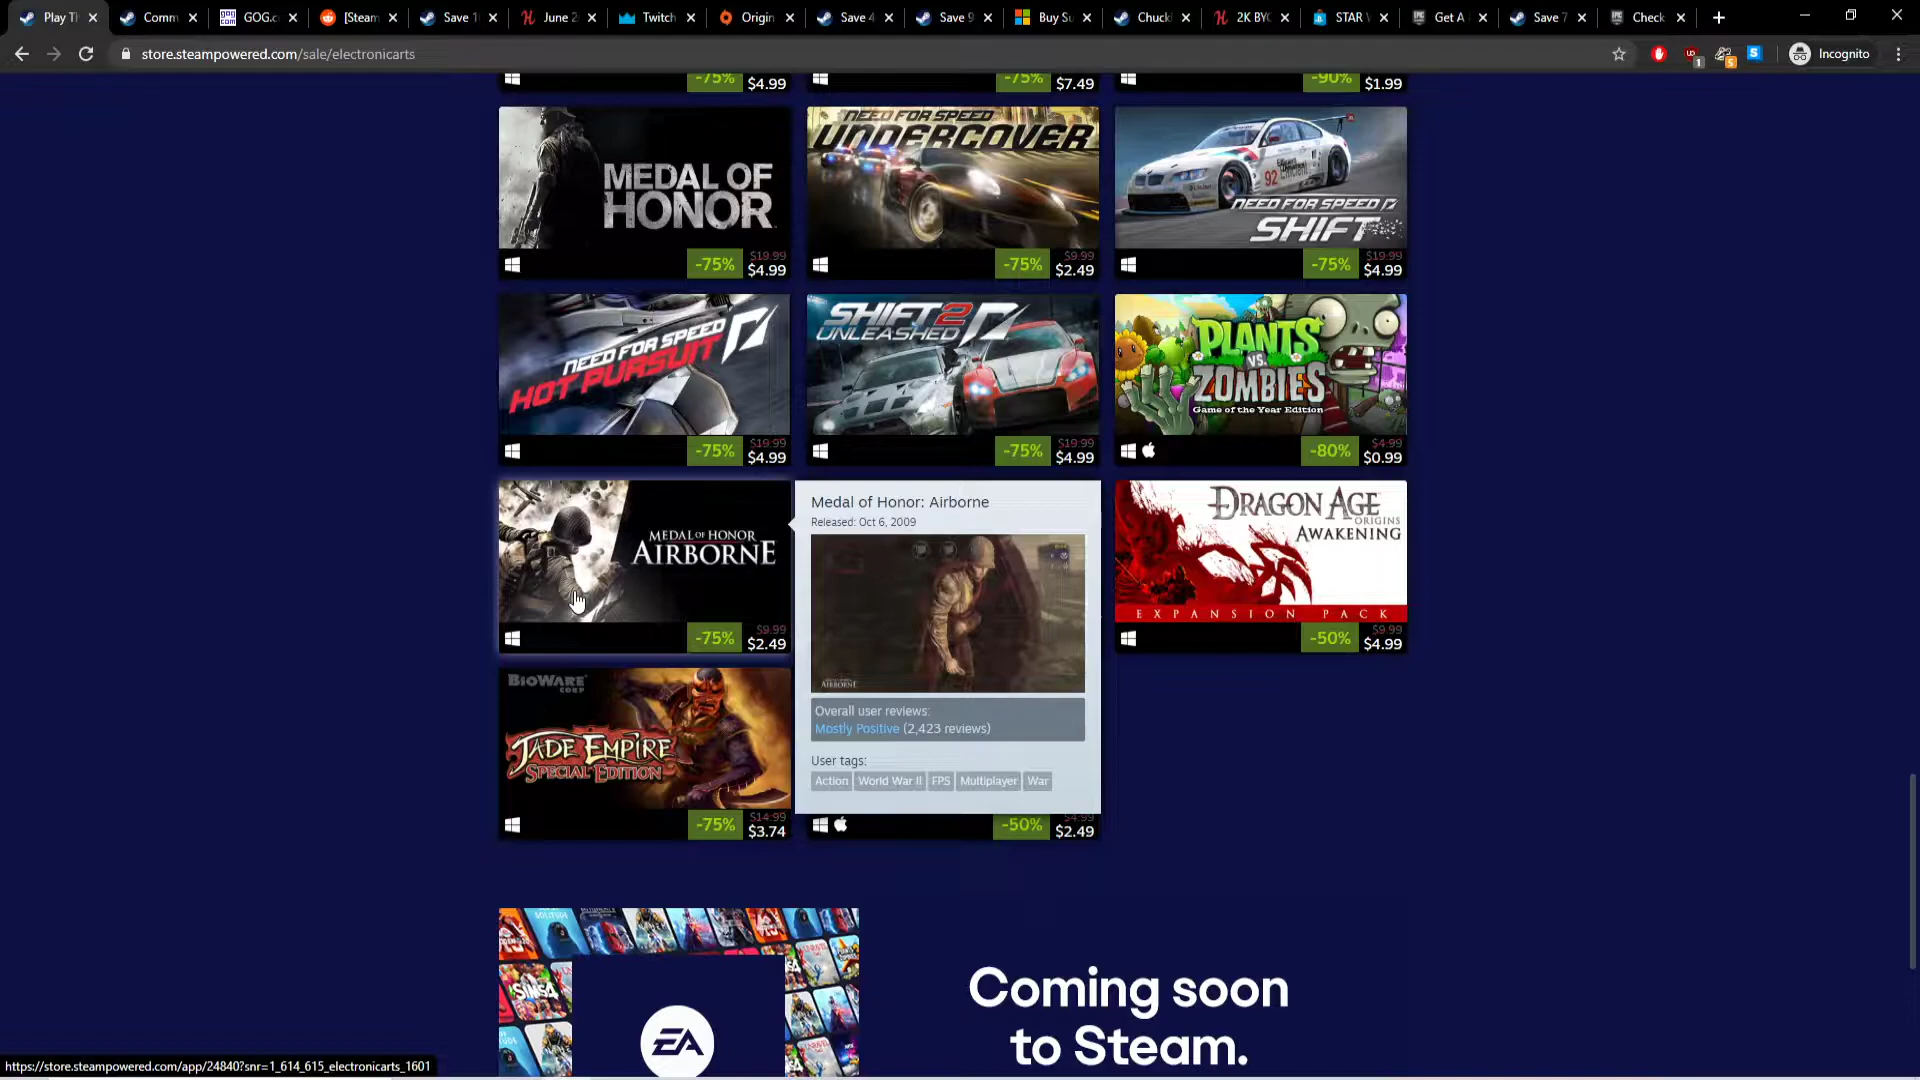 Play Th
Comm
GOG.c
[Steam
Save 1
June 2
Twitch
Origin
Save 4
Save 9
Buy Su
Chuck
2K BYO
STAR W
Get A F
Save 7
Check
store.steampowered.com/sale/electronicarts
Incognito
-75% $4.99
-75% $7.49
-90% $1.99
MEDAL OF
HONOR
NEED FOR SPEED
UNDERCOVER
92
NEED FOR SPEED
SHIFT
-75% $19.99 $4.99
-75% $9.99 $2.49
-75% $19.99 $4.99
NEED FOR SPEED
HOT PURSUIT
SHIFT 2
UNLEASHED
PLANTS
VS.
ZOMBIES
Game of the Year Edition
-75% $19.99 $4.99
-75% $19.99 $4.99
-80% $4.99 $0.99
MEDAL OF HONOR
AIRBORNE
-75% $9.99 $2.49
Medal of Honor: Airborne
Released: Oct 6, 2009
AIRBORNE
Overall user reviews:
Mostly Positive (2,423 reviews)
User tags:
Action World War II FPS Multiplayer War
DRAGON AGE
ORIGINS
AWAKENING
EXPANSION PACK
-50% $9.99 $4.99
BIOWARE
CORP
JADE EMPIRE
SPECIAL EDITION
-75% $14.99 $3.74
-50% $4.99 $2.49
SIMS4
EA
Coming soon
to Steam.
https://store.steampowered.com/app/24840?snr=1_614_615_electronicarts_1601